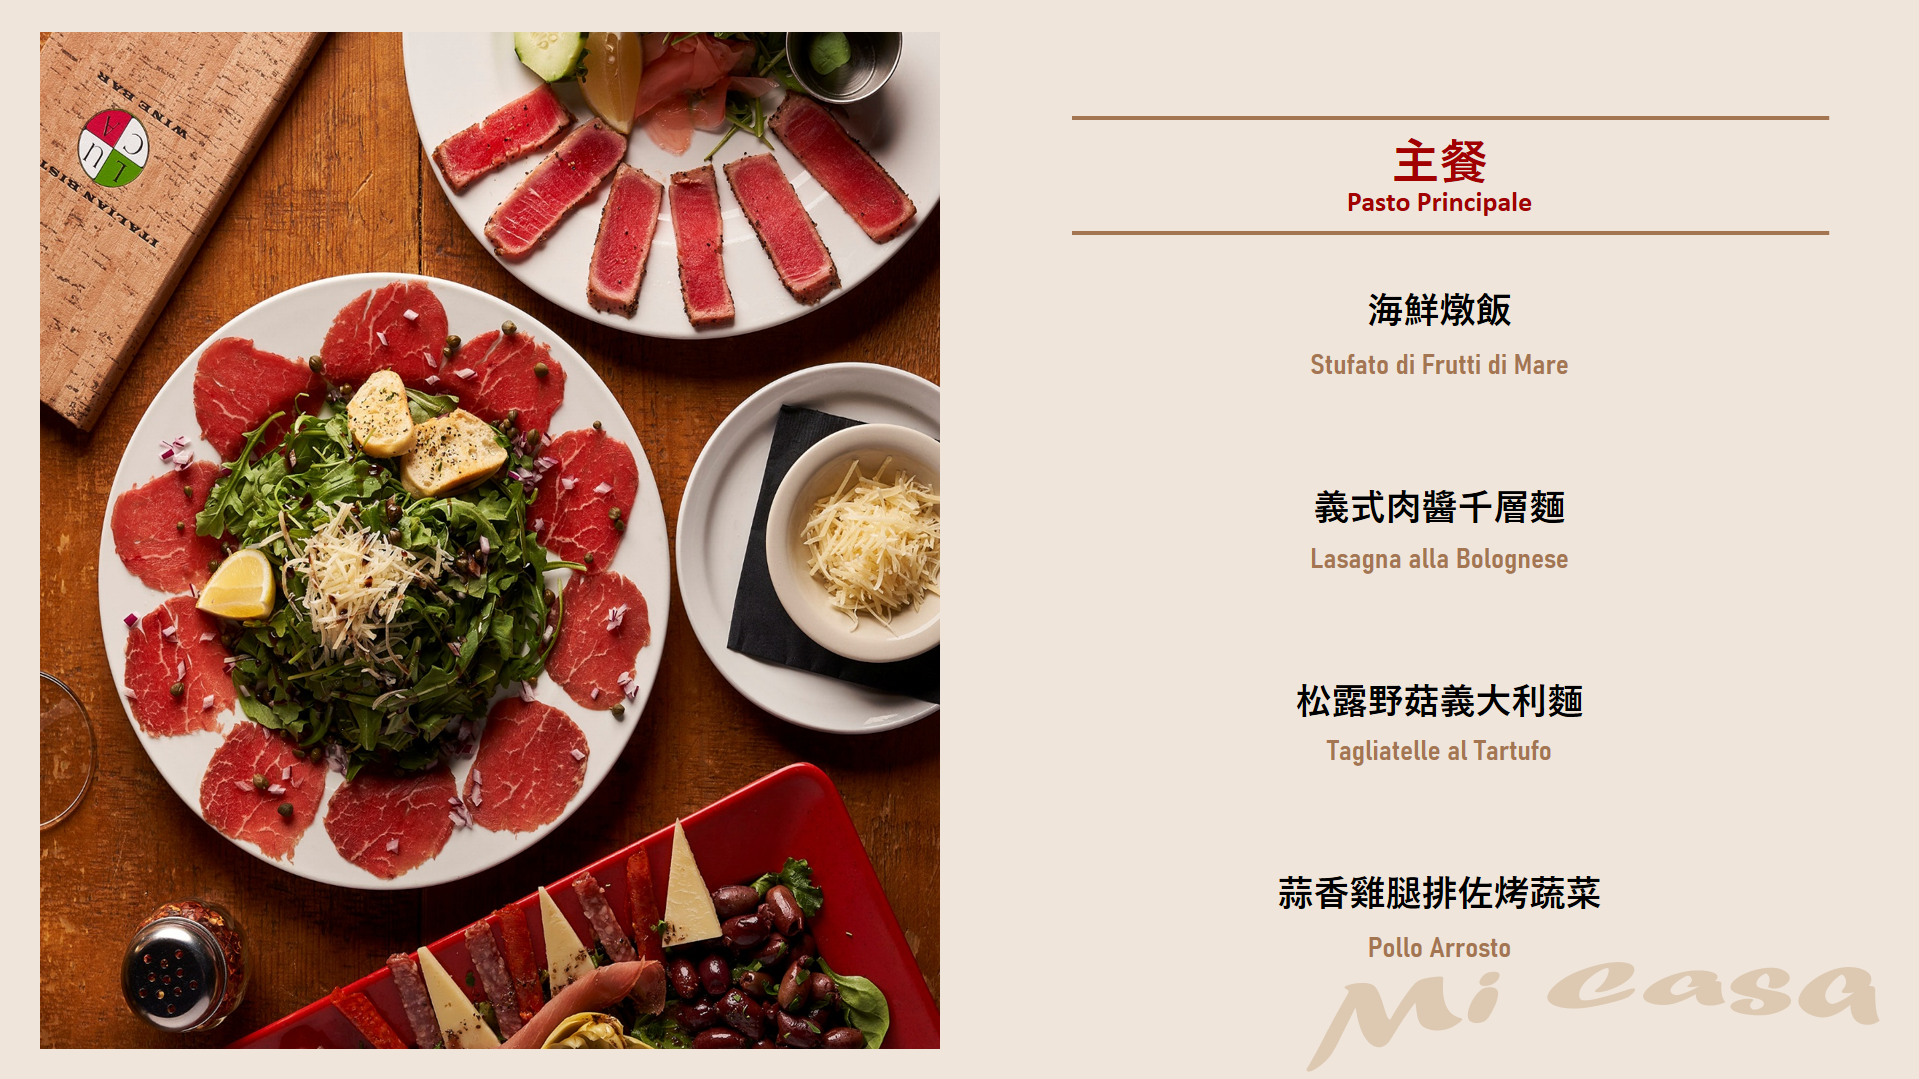 WINE BAR
L U C A
ITALIAN BIST
主餐
Pasto Principale
海鮮燉飯
Stufato di Frutti di Mare
義式肉醬千層麵
Lasagna alla Bolognese
松露野菇義大利麵
Tagliatelle al Tartufo
蒜香雞腿排佐烤蔬菜
Pollo Arrosto
Mi Casa